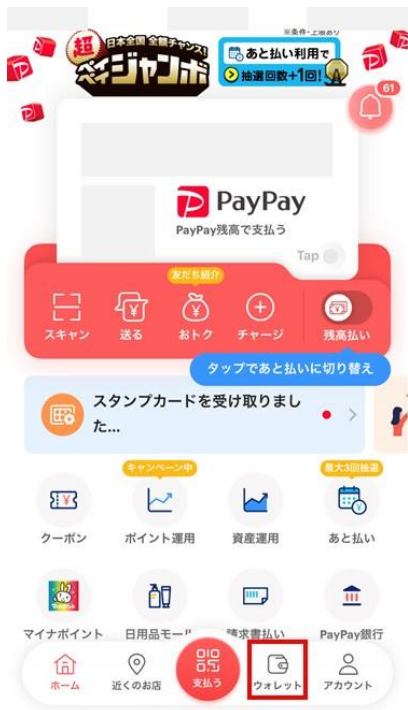 ※条件・上限あり
超
日本全国 全額チャンス!
ペイペイジャンボ
あと払い利用で
抽選回数+1回!
61
PayPay
PayPay残高で支払う
Tap
友だち紹介
スキャン
送る
おトク
チャージ
残高払い
タップであと払いに切り替え
スタンプカードを受け取りまし
た...
キャンペーン中
最大3回抽選
クーポン
ポイント運用
資産運用
あと払い
マイナポイント
日用品モール
請求書払い
PayPay銀行
ホーム
近くのお店
支払う
ウォレット
アカウント